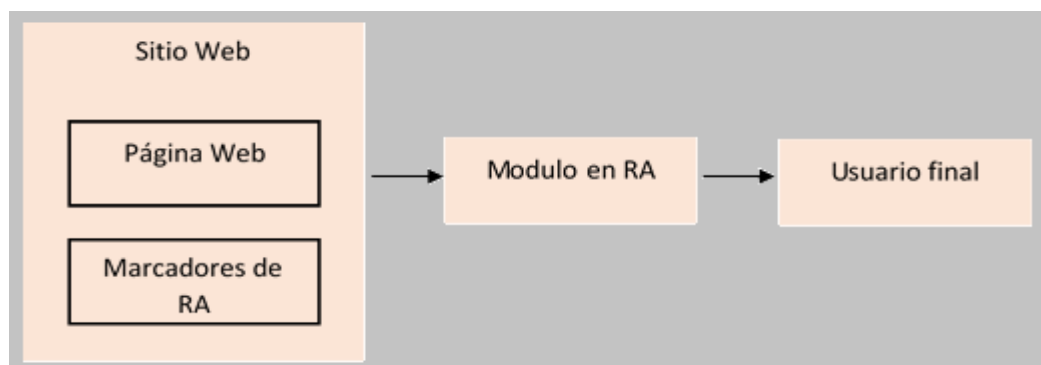 Sitio Web
Página Web
Marcadores de
RA
Modulo en RA
Usuario final